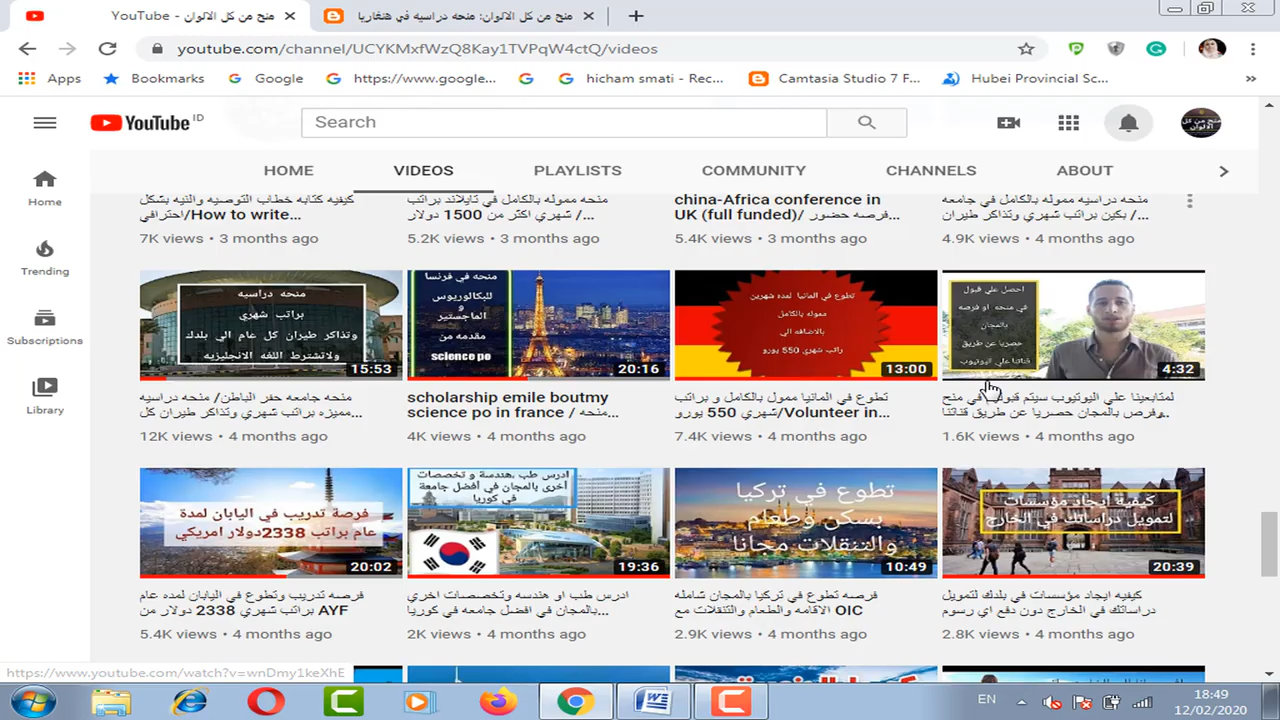 منح من كل الالوان - YouTube
منحه دراسيه في هنغاريا :منح من كل الالوان
youtube.com/channel/UCYKMxfWzQ8Kay1TVPqW4ctQ/videos
Apps Bookmarks Google https://www.google... hicham smati - Rec... Camtasia Studio 7 F... Hubei Provincial Sc... »
YouTube ID
Search
HOME VIDEOS PLAYLISTS COMMUNITY CHANNELS ABOUT
Home
Trending
Subscriptions
Library
كيفيه كتابه خطاب التوصيه والنيه بشكل
احترافي/How to write...
7K views • 3 months ago
منحه دراسيه مموله بالكامل في تايلاند براتب
شهري اكثر من 1500 دولار /...
5.2K views • 3 months ago
china-Africa conference in
UK (full funded)/ فرصه حضور...
5.4K views • 3 months ago
منحه دراسيه مموله بالكامل في جامعه
بكين براتب شهري وتذاكر طيران /...
4.9K views • 4 months ago
منحه دراسيه
براتب شهري
وتذاكر طيران كل عام الي بلدك
ولاتشترط اللغه الانجليزيه
15:53
منحه جامعه حفر الباطن/ منحه دراسيه
مميزه براتب شهري وتذاكر طيران كل...
12K views • 4 months ago
منحه في فرنسا
للبكالوريوس
و
الماجستير
مقدمه من
science po
20:16
scholarship emile boutmy
science po in france / منحه...
4K views • 4 months ago
تطوع في المانيا لمده شهرين
مموله بالكامل
بالاضافه الي
راتب شهري 550 يورو
13:00
تطوع في المانيا ممول بالكامل و براتب
شهري 550 يورو/Volunteer in...
7.4K views • 4 months ago
احصل علي قبول
في منحه او فرصه
بالمجان
حصريا عن طريق
قناتنا علي اليوتيوب
4:32
لمتابعينا علي اليوتيوب سيتم قبولك في منح
وفرص بالمجان حصريا عن طريق قناتنا...
1.6K views • 4 months ago
فرصة تدريب في اليابان لمدة
عام براتب 2338دولار امريكي
20:02
فرصه تدريب وتطوع في اليابان لمده عام
براتب شهري 2338 دولار من AYF
5.4K views • 4 months ago
ادرس طب ،هندسة و تخصصات
أخرى بالمجان في أفضل جامعة
في كوريا
19:36
ادرس طب او هندسه وتخصصات اخري
بالمجان في افضل جامعه في كوريا...
2K views • 4 months ago
تطوع في تركيا
بسكن وطعام
والتنقلات مجانا
10:49
فرصه تطوع في تركيا بالمجان شامله
الاقامه والطعام والتنقلات مع OIC
2.9K views • 4 months ago
كيفية ايجاد مؤسسات
لتمويل دراساتك في الخارج
20:39
كيفيه ايجاد مؤسسات في بلدك لتمويل
دراساتك في الخارج دون دفع اي رسوم
2.8K views • 4 months ago
https://www.youtube.com/watch?v=wnDmy1keXhE
EN
18:49
12/02/2020